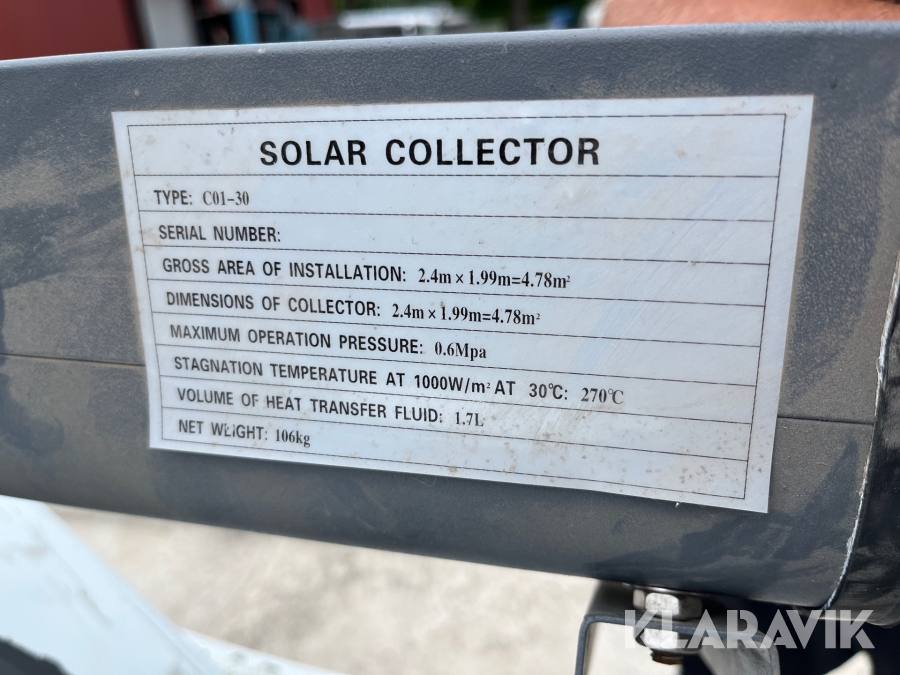 SOLAR COLLECTOR
TYPE: C01-30
SERIAL NUMBER:
GROSS AREA OF INSTALLATION: 2.4m×1.99m=4.78m²
DIMENSIONS OF COLLECTOR: 2.4m×1.99m=4.78m²
MAXIMUM OPERATION PRESSURE: 0.6Mpa
STAGNATION TEMPERATURE AT 1000W/m² AT 30℃: 270℃
VOLUME OF HEAT TRANSFER FLUID: 1.7L
NET WEIGHT: 106kg
KLARAVIK